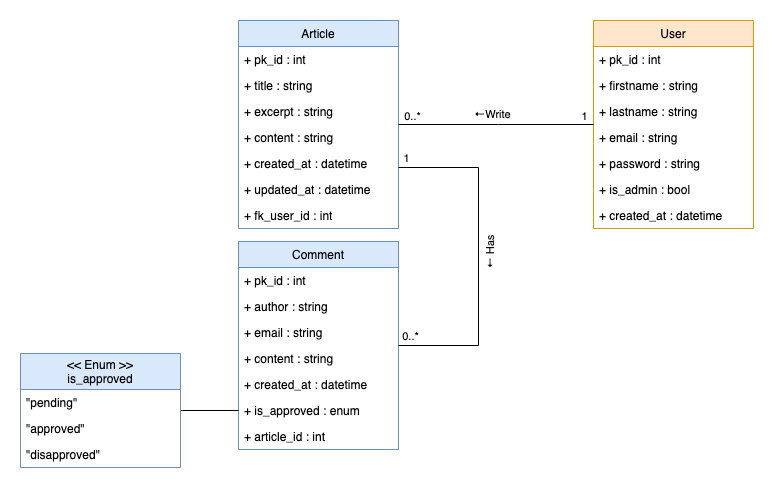 Article
+ pk_id : int
+ title : string
+ excerpt : string
+ content : string
+ created_at : datetime
+ updated_at : datetime
+ fk_user_id : int
User
+ pk_id : int
+ firstname : string
+ lastname : string
+ email : string
+ password : string
+ is_admin : bool
+ created_at : datetime
0..*
←Write
1
1
← Has
0..*
Comment
+ pk_id : int
+ author : string
+ email : string
+ content : string
+ created_at : datetime
+ is_approved : enum
+ article_id : int
<< Enum >>
is_approved
"pending"
"approved"
"disapproved"